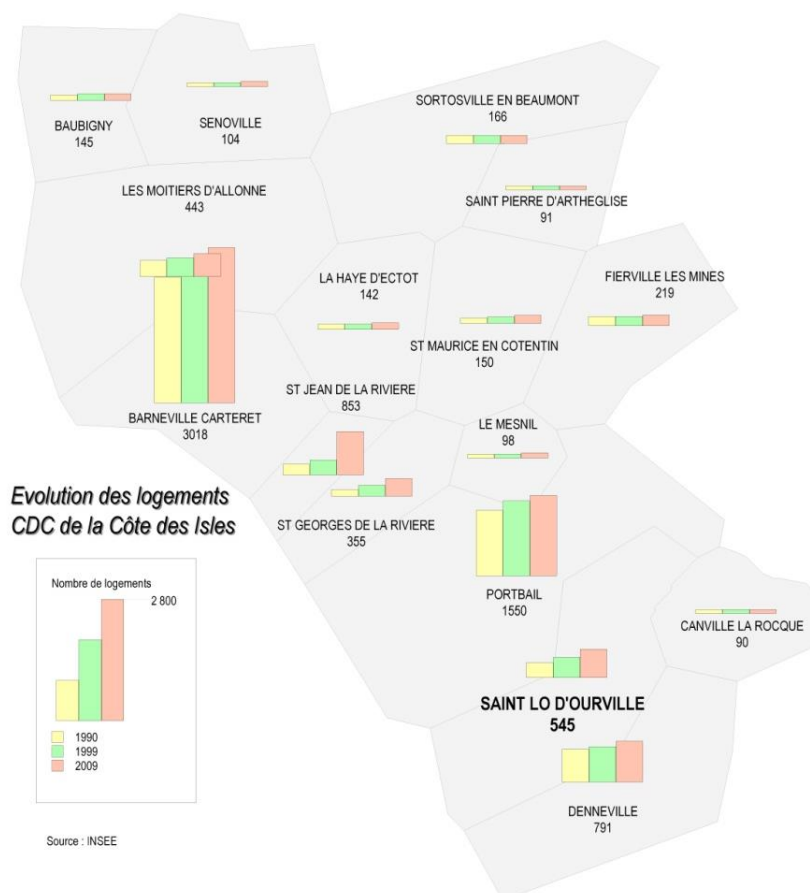 BAUBIGNY
145
SENOVILLE
104
SORTOSVILLE EN BEAUMONT
166
LES MOITIERS D'ALLONNE
443
SAINT PIERRE D'ARTHEGLISE
91
LA HAYE D'ECTOT
142
FIERVILLE LES MINES
219
ST MAURICE EN COTENTIN
150
ST JEAN DE LA RIVIERE
853
BARNEVILLE CARTERET
3018
LE MESNIL
98
Evolution des logements
CDC de la Côte des Isles
ST GEORGES DE LA RIVIERE
355
Nombre de logements
2 800
1990
1999
2009
PORTBAIL
1550
CANVILLE LA ROCQUE
90
SAINT LO D'OURVILLE
545
DENNEVILLE
791
Source : INSEE